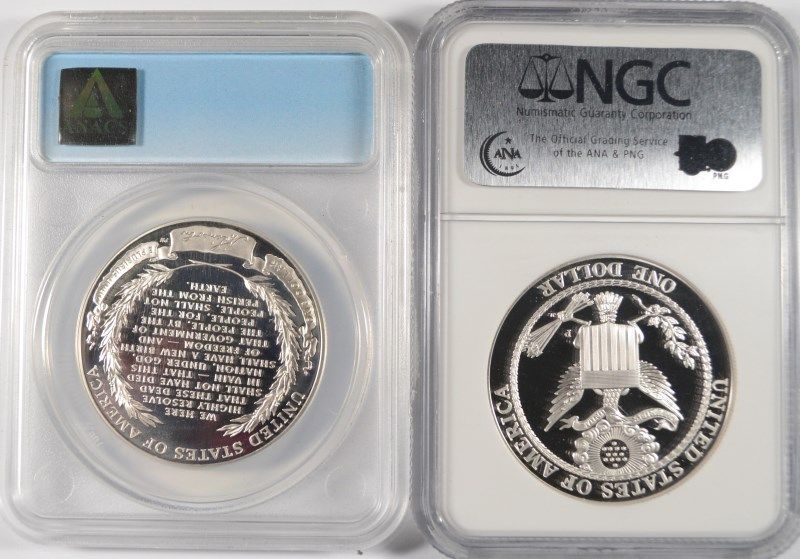 ANACS
WE HERE
HIGHLY RESOLVE
THAT THESE DEAD
SHALL NOT HAVE DIED
IN VAIN — THAT THIS
NATION, UNDER GOD
SHALL HAVE A NEW BIRTH
OF FREEDOM — AND
THAT GOVERNMENT OF
THE PEOPLE, BY THE
PEOPLE, FOR THE
PEOPLE, SHALL NOT
PERISH FROM THE
EARTH.
UNITED STATES OF AMERICA
E PLURIBUS
NGC
Numismatic Guaranty Corporation
The Official Grading Service
of the ANA & PNG
ANA
PNG
ONE DOLLAR
UNITED STATES OF AMERICA